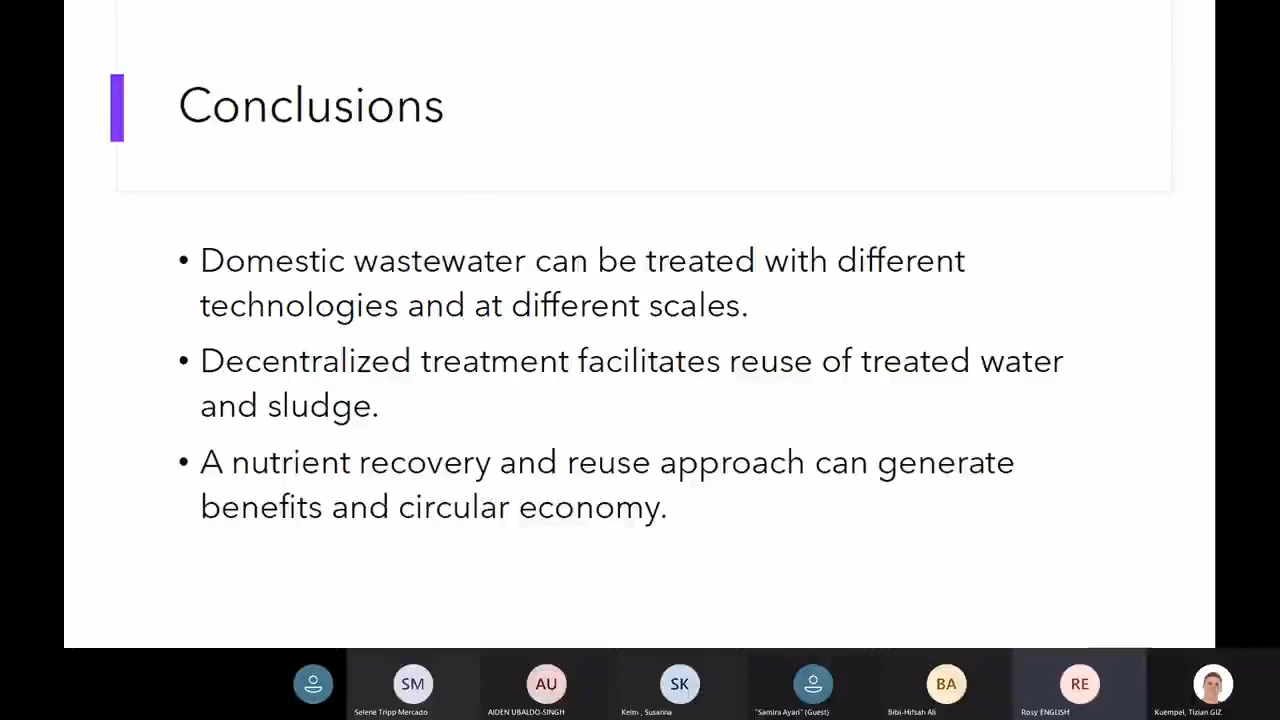 Conclusions
• Domestic wastewater can be treated with different
technologies and at different scales.
• Decentralized treatment facilitates reuse of treated water
and sludge.
• A nutrient recovery and reuse approach can generate
benefits and circular economy.
SM
AU
SK
BA
RE
Selene Tripp Mercado
AIDEN UBALDO-SINGH
Keim , Susanna
"Samira Ayari" (Guest)
Bibi-Hifsah Ali
Rosy ENGLISH
Kuempel, Tizian GIZ